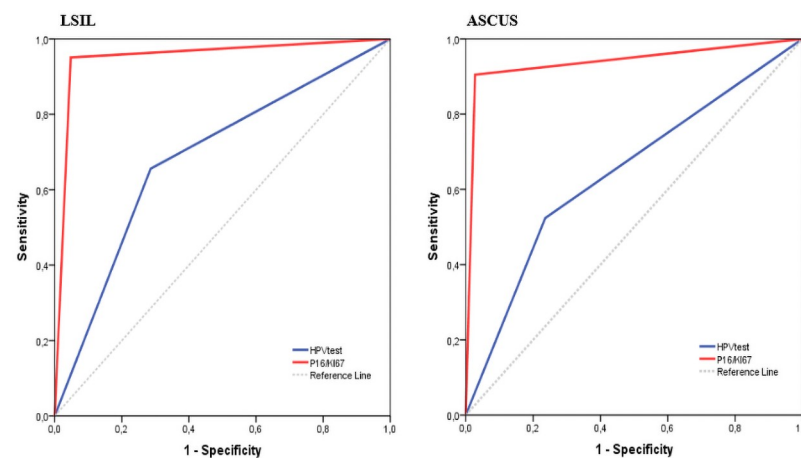 LSIL
1,0
0,8
0,6
0,4
0,2
0,0
Sensitivity
HPVtest
P16/KI67
Reference Line
0,0 0,2 0,4 0,6 0,8 1,0
1 - Specificity
ASCUS
1,0
0,8
0,6
0,4
0,2
0,0
Sensitivity
HPVtest
P16/KI67
Reference Line
0,0 0,2 0,4 0,6 0,8 1
1 - Specificity